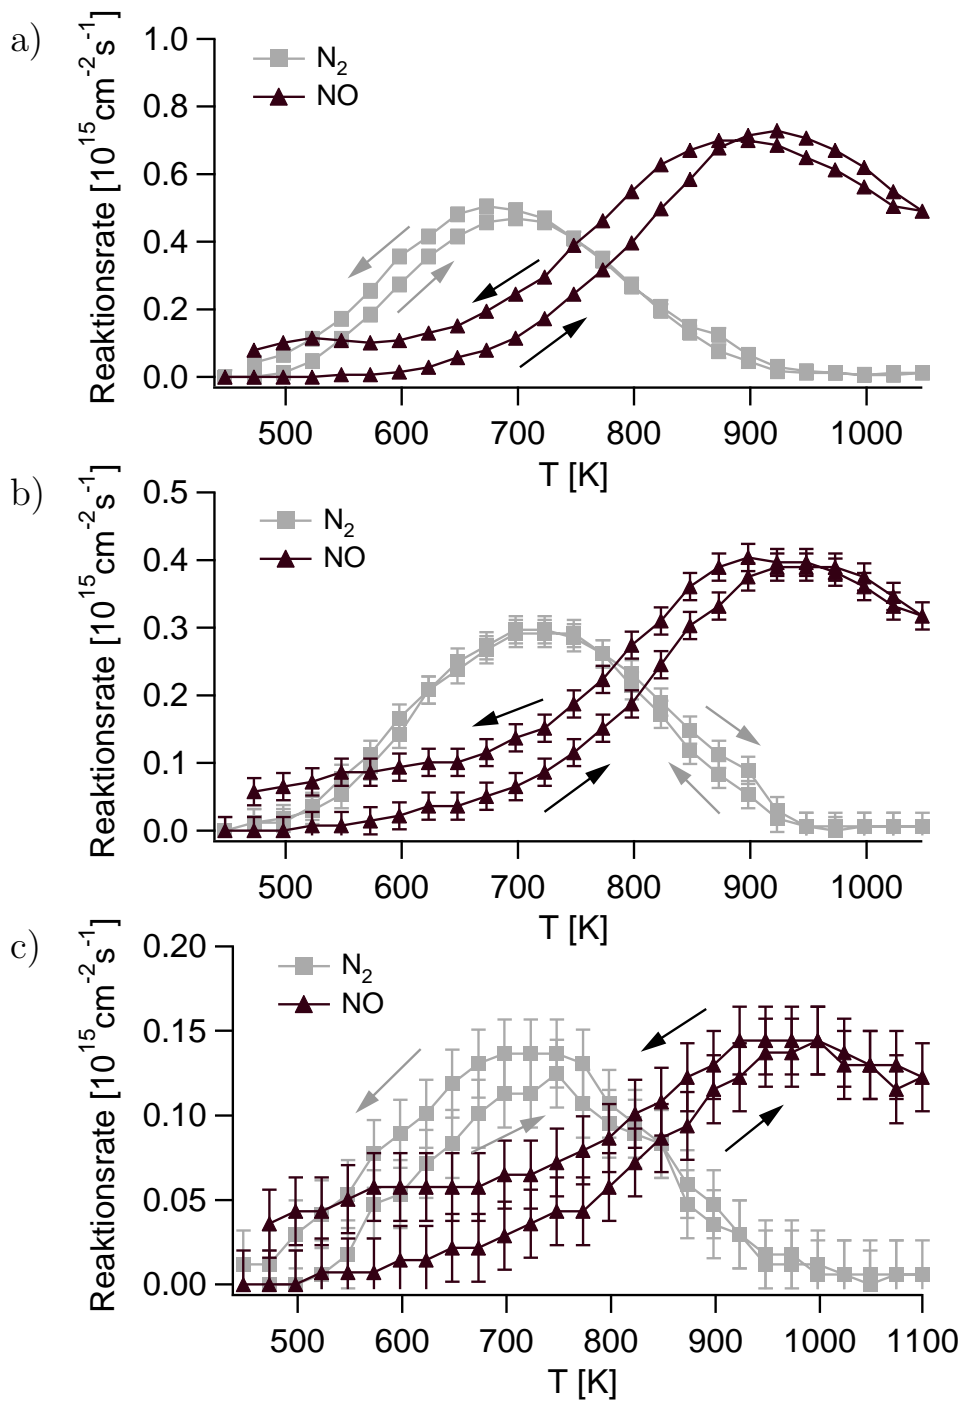 a)
Reaktionsrate [10^15 cm^-2 s^-1]
1.0
0.8
0.6
0.4
0.2
0.0
N₂
NO
500 600 700 800 900 1000
T [K]
b)
Reaktionsrate [10^15 cm^-2 s^-1]
0.5
0.4
0.3
0.2
0.1
0.0
N₂
NO
500 600 700 800 900 1000
T [K]
c)
Reaktionsrate [10^15 cm^-2 s^-1]
0.20
0.15
0.10
0.05
0.00
N₂
NO
500 600 700 800 900 1000 1100
T [K]